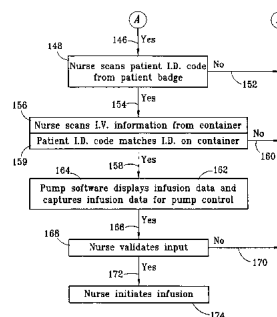 A
146
Yes
148
Nurse scans patient I.D. code
from patient badge
No
152
154
Yes
156
Nurse scans I.V. information from container
159
Patient I.D. code matches I.D. on container
No
160
158
Yes
164
162
Pump software displays infusion data and
captures infusion data for pump control
166
Yes
168
Nurse validates input
No
170
172
Yes
Nurse initiates infusion
174